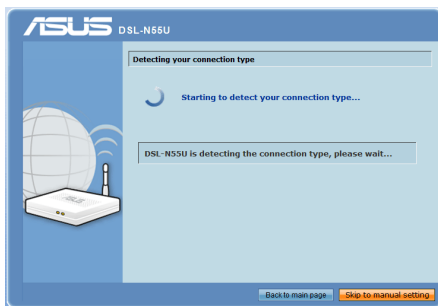 ASUS DSL-N55U
Detecting your connection type
Starting to detect your connection type...
DSL-N55U is detecting the connection type, please wait...
Back to main page Skip to manual setting